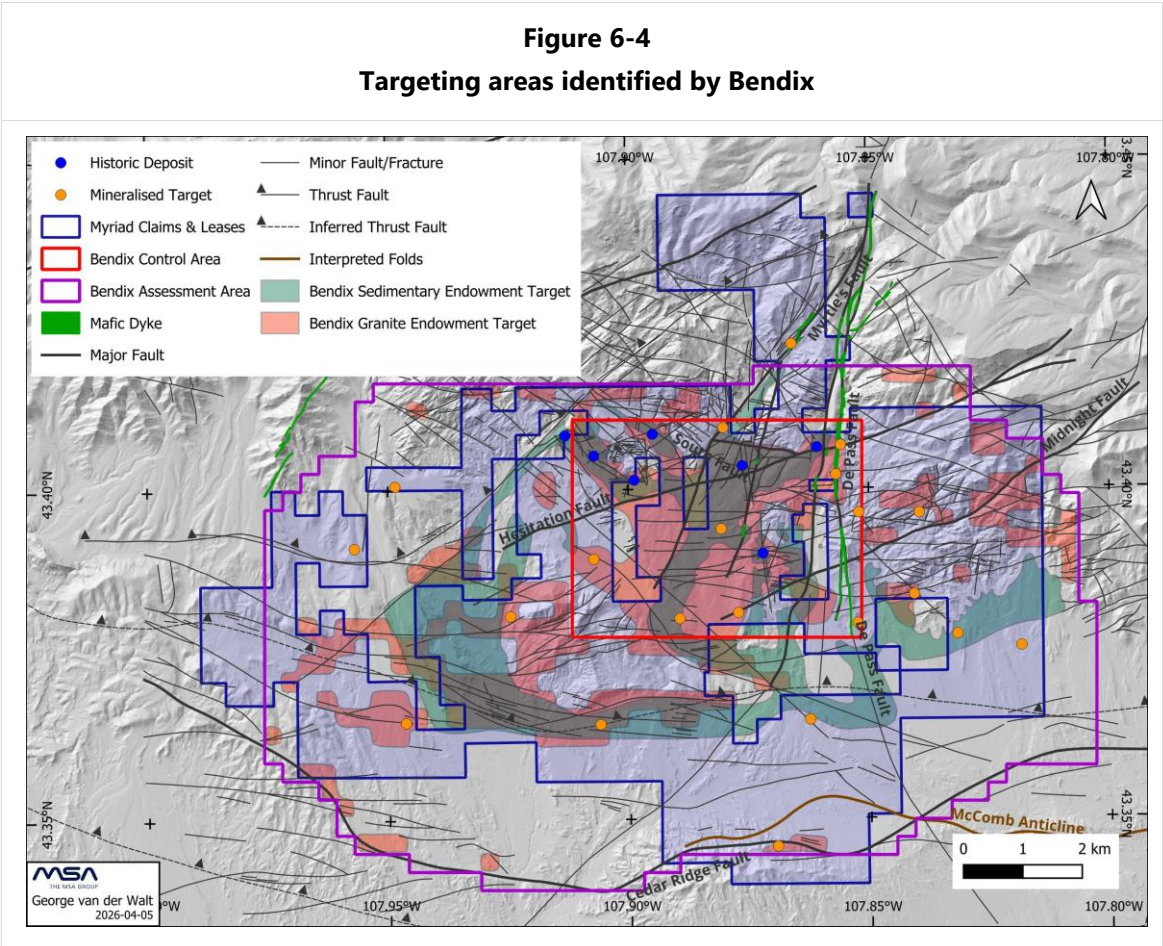 Figure 6-4
Targeting areas identified by Bendix
Historic Deposit
Mineralised Target
Myriad Claims & Leases
Bendix Control Area
Bendix Assessment Area
Mafic Dyke
Major Fault
Minor Fault/Fracture
Thrust Fault
Inferred Thrust Fault
Interpreted Folds
Bendix Sedimentary Endowment Target
Bendix Granite Endowment Target
107.90°W
107.85°W
107.80°W
Myrtle's Fault
De Pass Fault
Midnight Fault
South Fault
Hesitation Fault
43.40°N
43.40°N
De Pass Fault
43.35°N
43.35°N
McComb Anticline
Cedar Ridge Fault
0 1 2 km
MSA
THE MSA GROUP
George van der Walt
2026-04-05
107.95°W
107.90°W
107.85°W
107.80°W